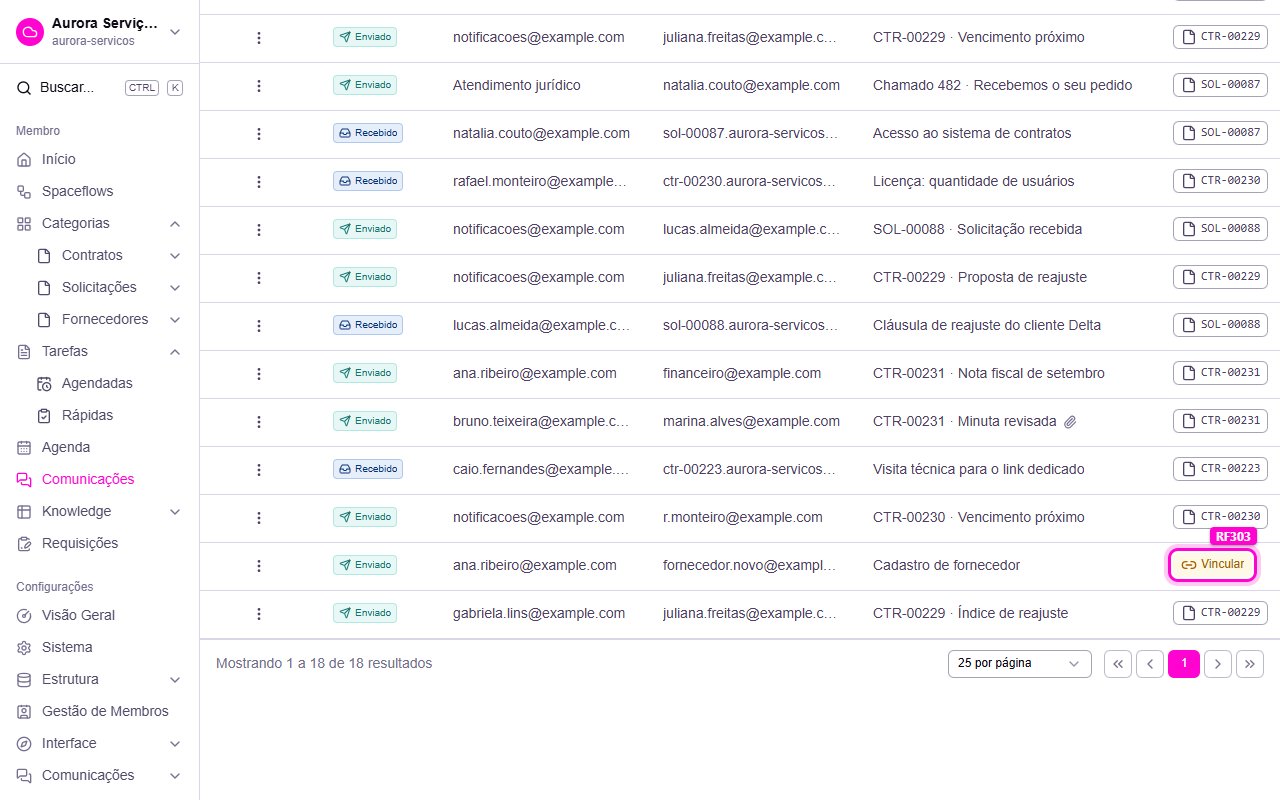 Aurora Serviç...
aurora-servicos
Buscar... CTRL K
Membro
Início
Spaceflows
Categorias
Contratos
Solicitações
Fornecedores
Tarefas
Agendadas
Rápidas
Agenda
Comunicações
Knowledge
Requisições
Configurações
Visão Geral
Sistema
Estrutura
Gestão de Membros
Interface
Comunicações
Enviado notificacoes@example.com juliana.freitas@example.c... CTR-00229 · Vencimento próximo CTR-00229
Enviado Atendimento jurídico natalia.couto@example.com Chamado 482 · Recebemos o seu pedido SOL-00087
Recebido natalia.couto@example.com sol-00087.aurora-servicos... Acesso ao sistema de contratos SOL-00087
Recebido rafael.monteiro@example... ctr-00230.aurora-servicos... Licença: quantidade de usuários CTR-00230
Enviado notificacoes@example.com lucas.almeida@example.c... SOL-00088 · Solicitação recebida SOL-00088
Enviado notificacoes@example.com juliana.freitas@example.c... CTR-00229 · Proposta de reajuste CTR-00229
Recebido lucas.almeida@example.c... sol-00088.aurora-servicos... Cláusula de reajuste do cliente Delta SOL-00088
Enviado ana.ribeiro@example.com financeiro@example.com CTR-00231 · Nota fiscal de setembro CTR-00231
Enviado bruno.teixeira@example.c... marina.alves@example.com CTR-00231 · Minuta revisada CTR-00231
Recebido caio.fernandes@example.... ctr-00223.aurora-servicos... Visita técnica para o link dedicado CTR-00223
Enviado notificacoes@example.com r.monteiro@example.com CTR-00230 · Vencimento próximo CTR-00230
RF303
Enviado ana.ribeiro@example.com fornecedor.novo@exampl... Cadastro de fornecedor Vincular
Enviado gabriela.lins@example.com juliana.freitas@example.c... CTR-00229 · Índice de reajuste CTR-00229
Mostrando 1 a 18 de 18 resultados 25 por página 1